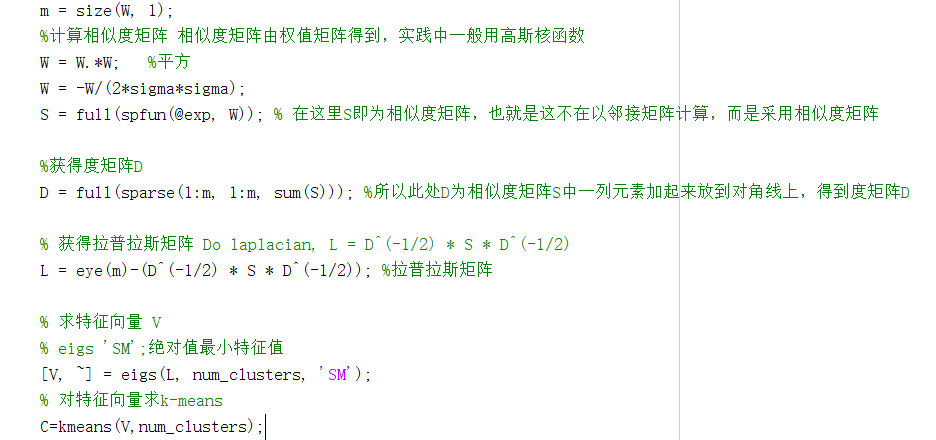 m = size(W, 1);
%计算相似度矩阵 相似度矩阵由权值矩阵得到，实践中一般用高斯核函数
W = W.*W;   %平方
W = -W/(2*sigma*sigma);
S = full(spfun(@exp, W)); % 在这里S即为相似度矩阵，也就是这不在以邻接矩阵计算，而是采用相似度矩阵
%获得度矩阵D
D = full(sparse(1:m, 1:m, sum(S))); %所以此处D为相似度矩阵S中一列元素加起来放到对角线上，得到度矩阵D
% 获得拉普拉斯矩阵 Do laplacian, L = D^(-1/2) * S * D^(-1/2)
L = eye(m)-(D^(-1/2) * S * D^(-1/2)); %拉普拉斯矩阵
% 求特征向量 V
% eigs 'SM';绝对值最小特征值
[V, ~] = eigs(L, num_clusters, 'SM');
% 对特征向量求k-means
C=kmeans(V,num_clusters);